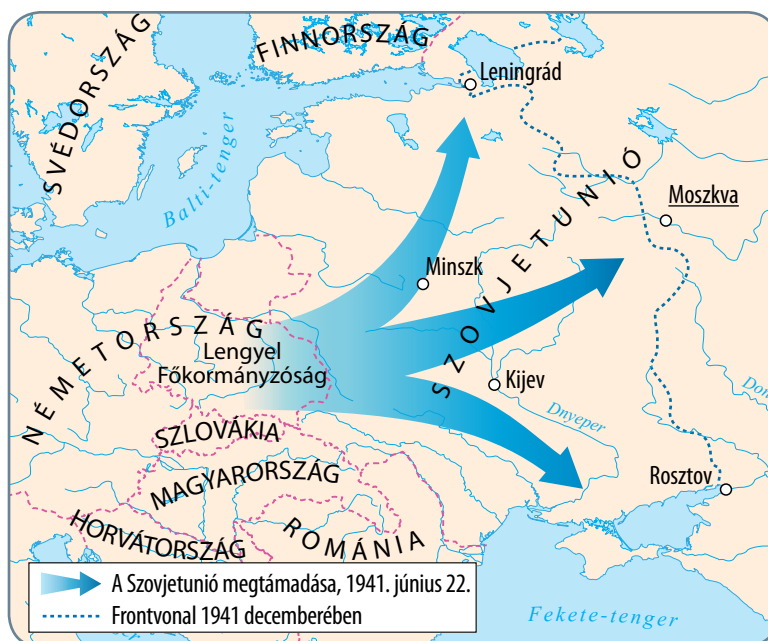 SVÉDORSZÁG
FINNORSZÁG
Leningrád
Balti-tenger
SZOVJETUNIÓ
Moszkva
Minszk
NÉMETORSZÁG
Lengyel
Főkormányzóság
Kijev
Dnyeper
Don
SZLOVÁKIA
MAGYARORSZÁG
Rosztov
HORVÁTORSZÁG
ROMÁNIA
A Szovjetunió megtámadása, 1941. június 22.
Frontvonal 1941 decemberében
Fekete-tenger